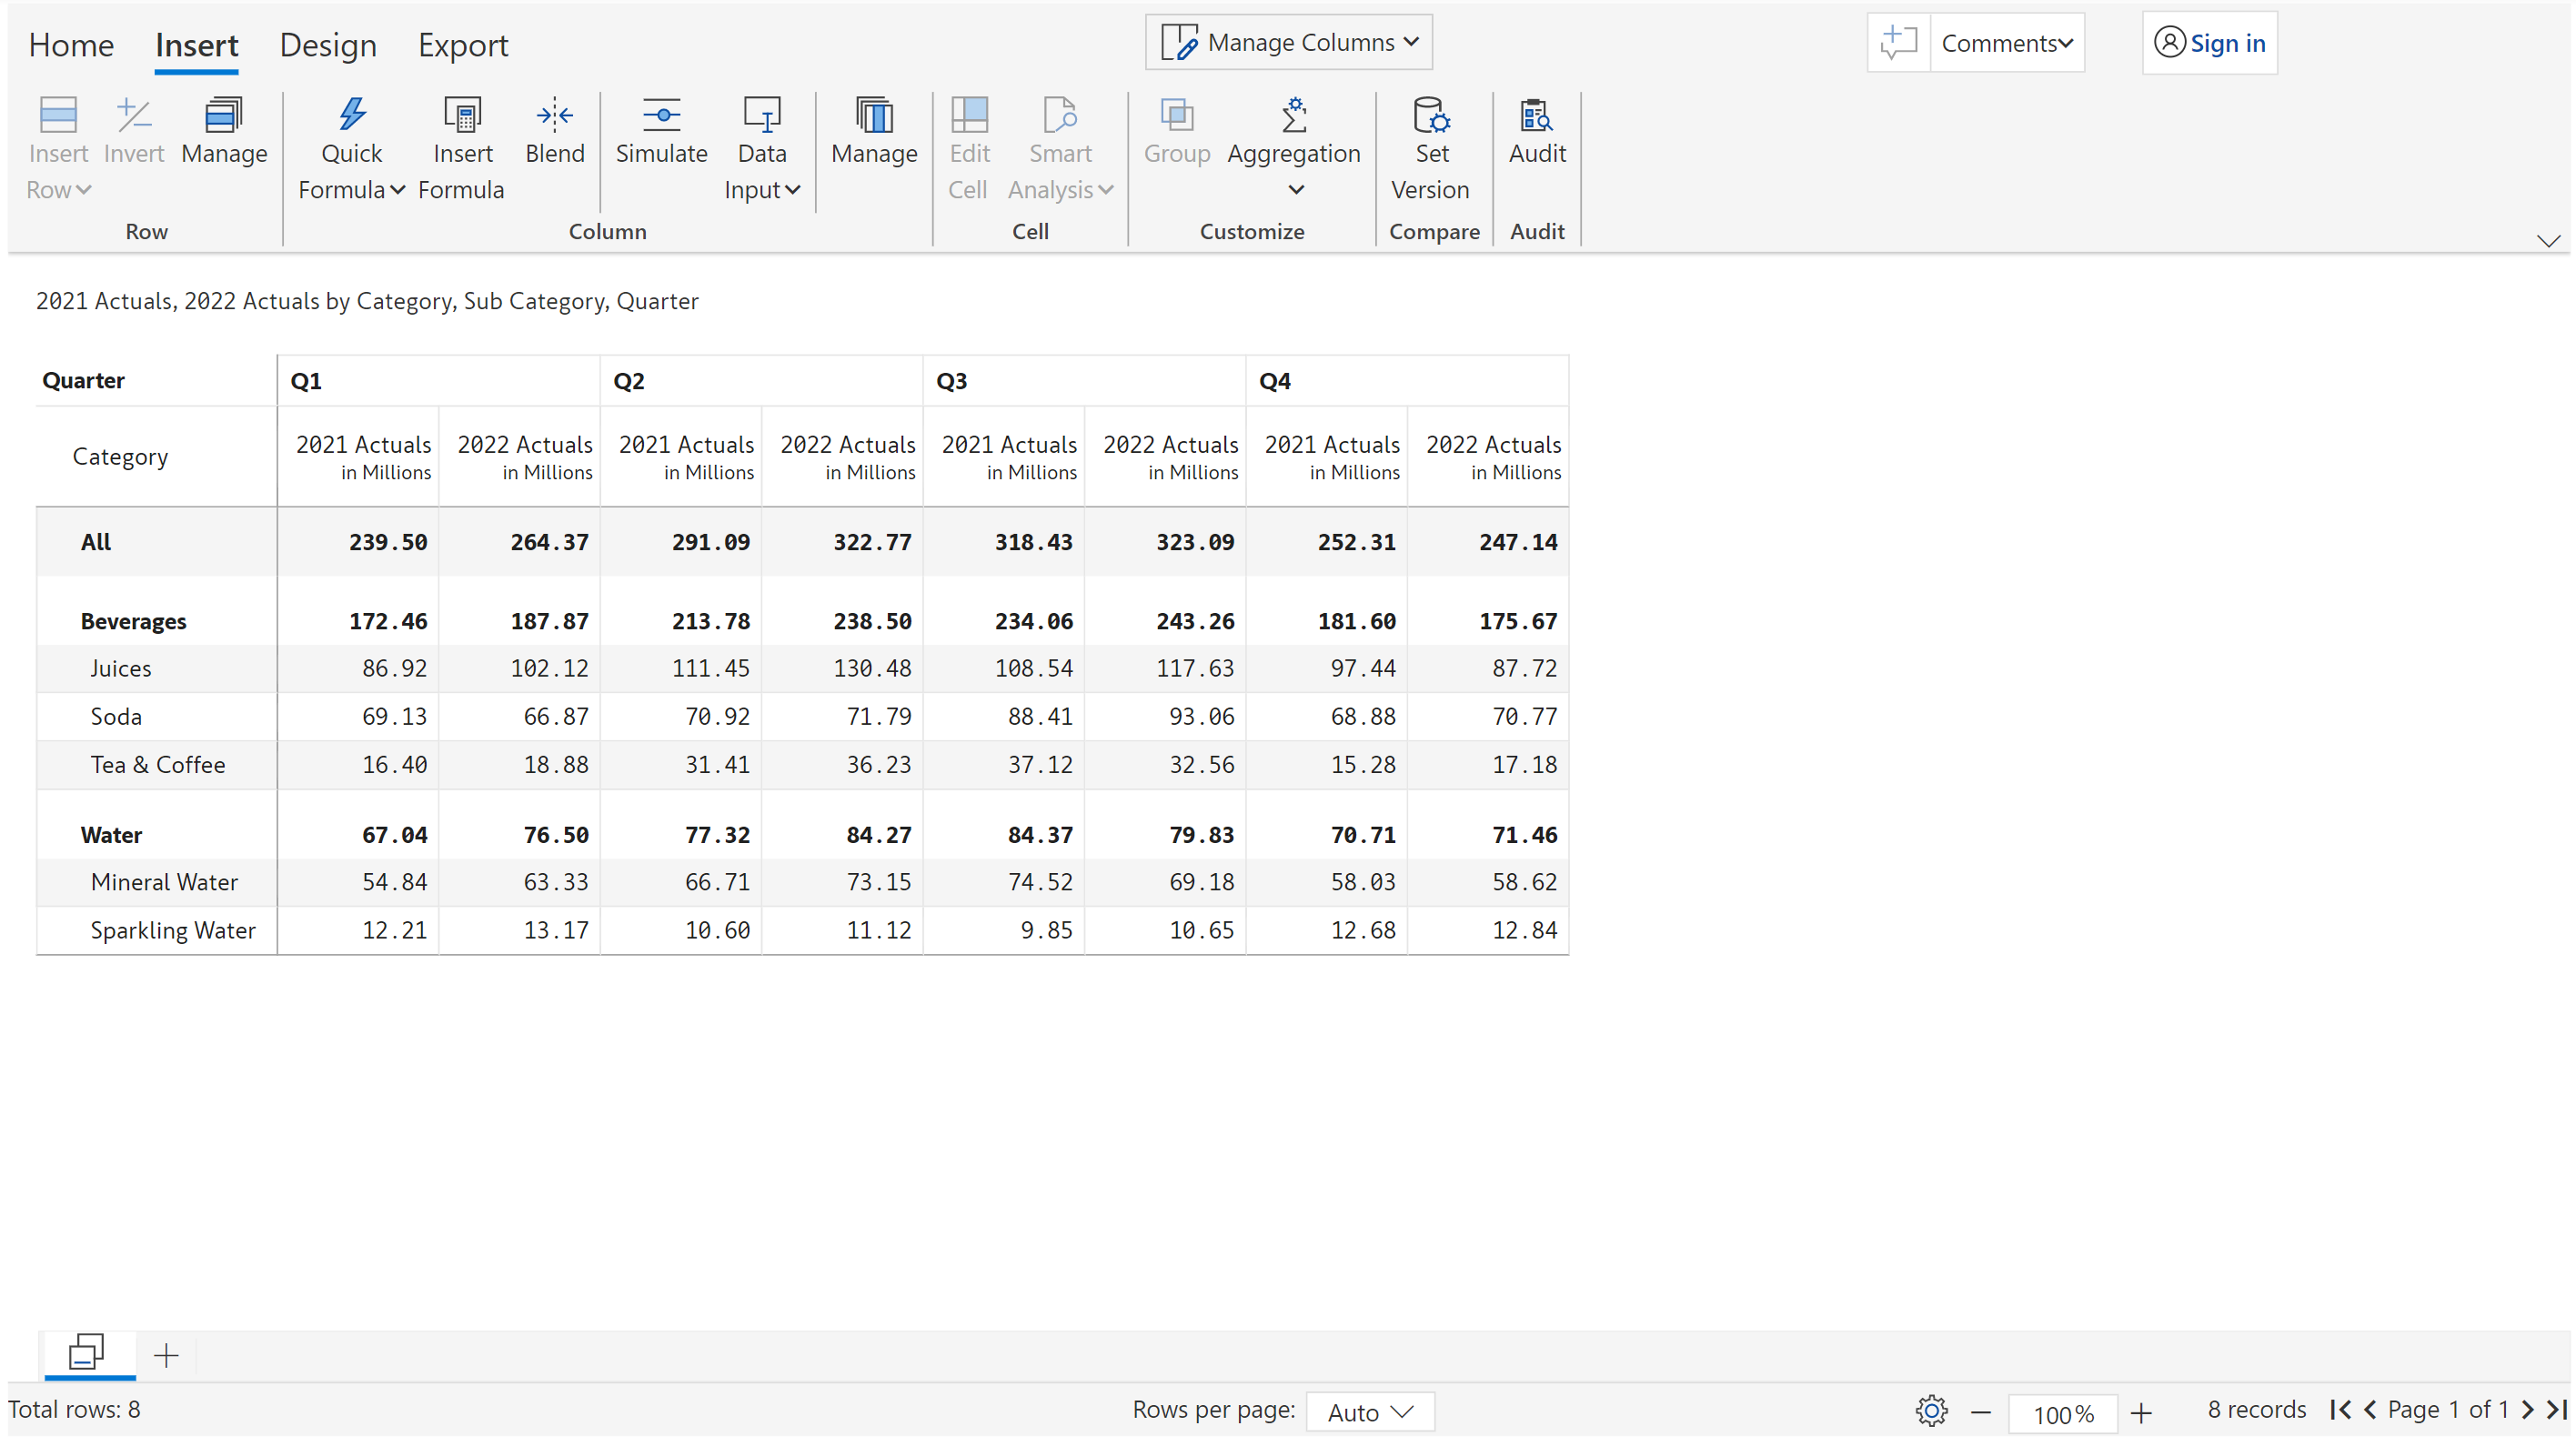 Home Insert Design Export Manage Columns Comments Sign in
Insert Invert Manage Quick Insert Blend Simulate Data Manage Edit Smart Group Aggregation Set Audit
Row Formula Formula Input Cell Analysis Version
Row Column Cell Customize Compare Audit
2021 Actuals, 2022 Actuals by Category, Sub Category, Quarter
Quarter Q1 Q2 Q3 Q4
Category 2021 Actuals 2022 Actuals 2021 Actuals 2022 Actuals 2021 Actuals 2022 Actuals 2021 Actuals 2022 Actuals
in Millions in Millions in Millions in Millions in Millions in Millions in Millions in Millions
All 239.50 264.37 291.09 322.77 318.43 323.09 252.31 247.14
Beverages 172.46 187.87 213.78 238.50 234.06 243.26 181.60 175.67
Juices 86.92 102.12 111.45 130.48 108.54 117.63 97.44 87.72
Soda 69.13 66.87 70.92 71.79 88.41 93.06 68.88 70.77
Tea & Coffee 16.40 18.88 31.41 36.23 37.12 32.56 15.28 17.18
Water 67.04 76.50 77.32 84.27 84.37 79.83 70.71 71.46
Mineral Water 54.84 63.33 66.71 73.15 74.52 69.18 58.03 58.62
Sparkling Water 12.21 13.17 10.60 11.12 9.85 10.65 12.68 12.84
Total rows: 8 Rows per page: Auto 100% 8 records Page 1 of 1